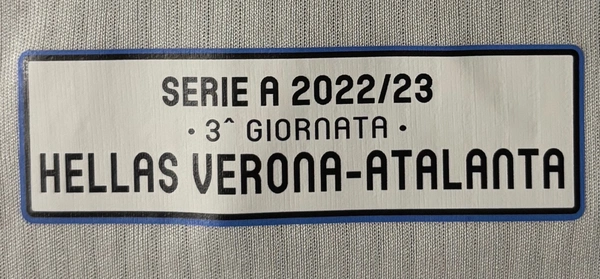 SERIE A 2022/23
· 3^ GIORNATA ·
HELLAS VERONA-ATALANTA